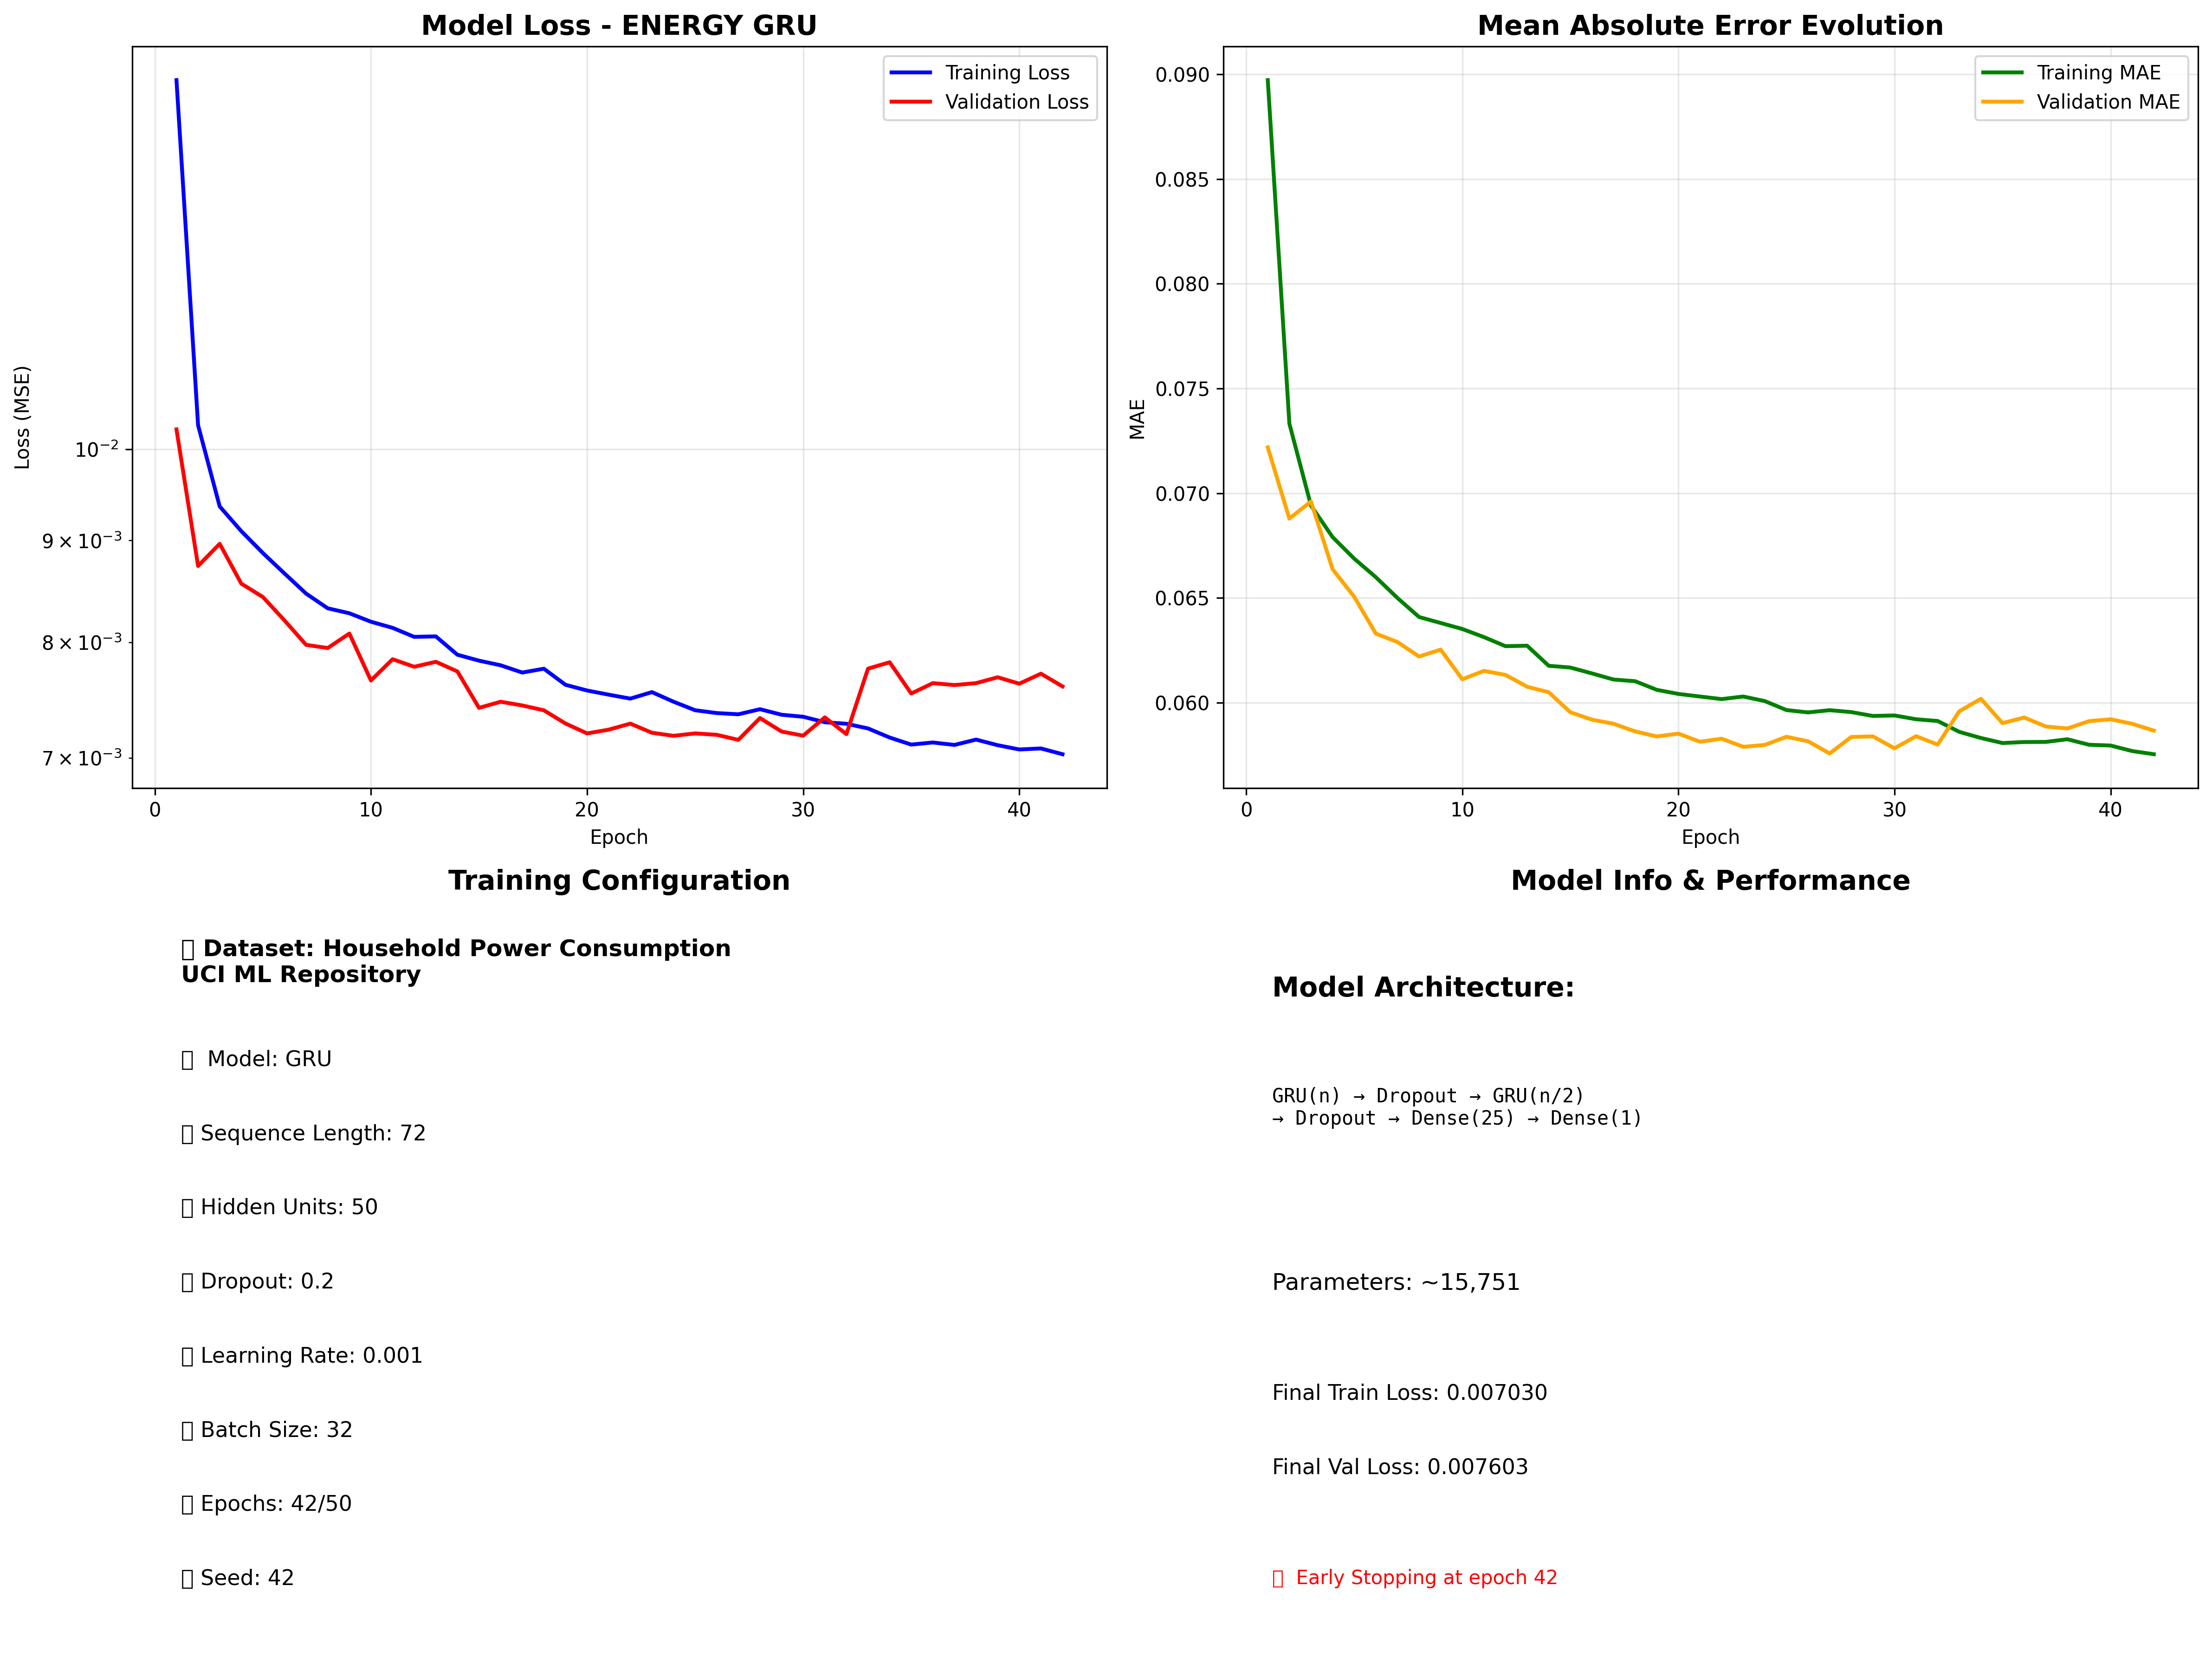 Model Loss - ENERGY GRU
Training Loss
Validation Loss
Loss (MSE)
10⁻²
9 × 10⁻³
8 × 10⁻³
7 × 10⁻³
0 10 20 30 40
Epoch
Mean Absolute Error Evolution
Training MAE
Validation MAE
MAE
0.090
0.085
0.080
0.075
0.070
0.065
0.060
0 10 20 30 40
Epoch
Training Configuration
Dataset: Household Power Consumption
UCI ML Repository
Model: GRU
Sequence Length: 72
Hidden Units: 50
Dropout: 0.2
Learning Rate: 0.001
Batch Size: 32
Epochs: 42/50
Seed: 42
Model Info & Performance
Model Architecture:
GRU(n) → Dropout → GRU(n/2)
→ Dropout → Dense(25) → Dense(1)
Parameters: ~15,751
Final Train Loss: 0.007030
Final Val Loss: 0.007603
Early Stopping at epoch 42